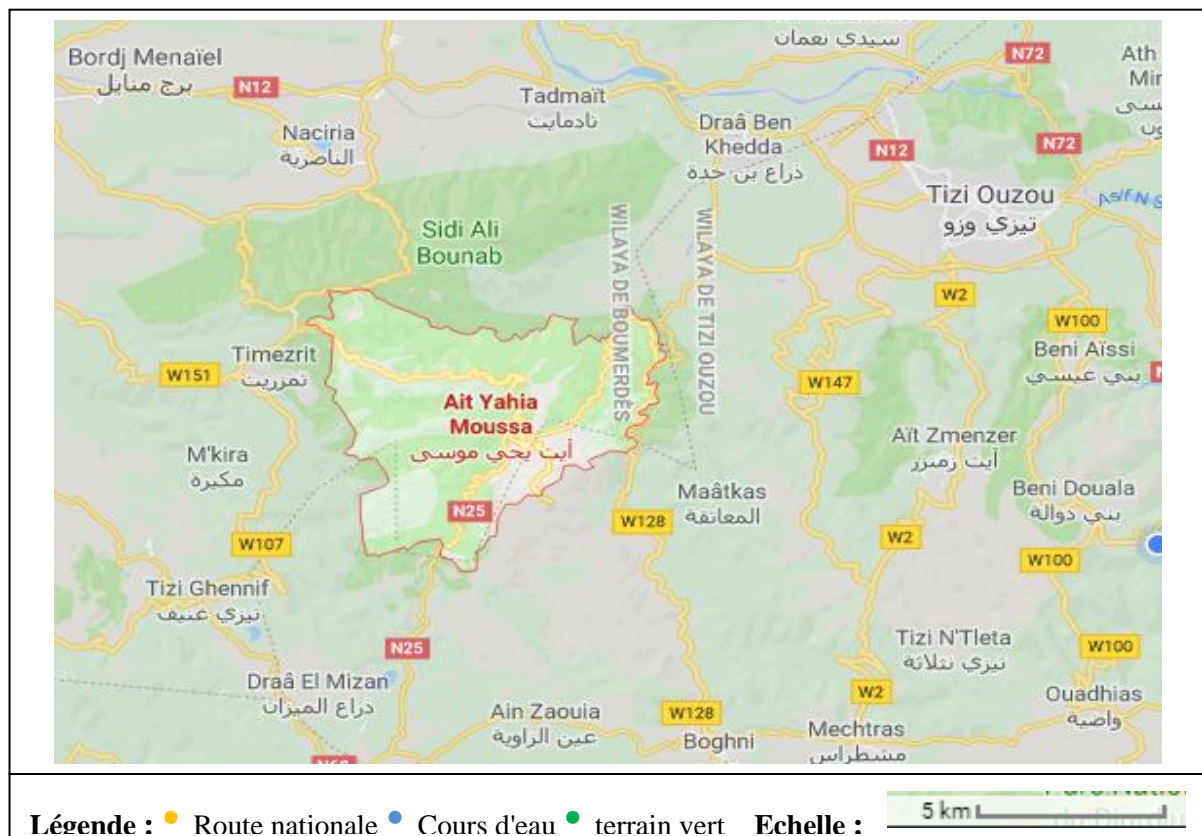 Bordj Menaïel
برج منايل
N12
Naciria
الناصرية
Tadmaït
تادمايت
سيدي نعمان
N72
Ath
Mir
Draâ Ben
Khedda
ذراع بن خدة
N12
N72
Tizi Ouzou
تيزي وزو
Sidi Ali
Bounab
WILAYA DE BOUMERDÈS
WILAYA DE TIZI OUZOU
W2
W100
Beni Aïssi
بني عيسي
Timezrit
تمزريت
W151
W147
Ait Yahia
Moussa
أيت يحي موسى
Aït Zmenzer
آيت زمنزر
M'kira
مكيرة
Maâtkas
المعاتقة
Beni Douala
بني دوالة
N25
W128
W107
W2
W100
Tizi Ghennif
تيزي غنيف
N25
Tizi N'Tleta
تيزي نتلاثة
W100
Draâ El Mizan
ذراع الميزان
W2
Ouadhias
واضية
Ain Zaouia
عين الزاوية
W128
Boghni
Mechtras
مشطراس
Légende : Route nationale Cours d'eau terrain vert Echelle : 5 km